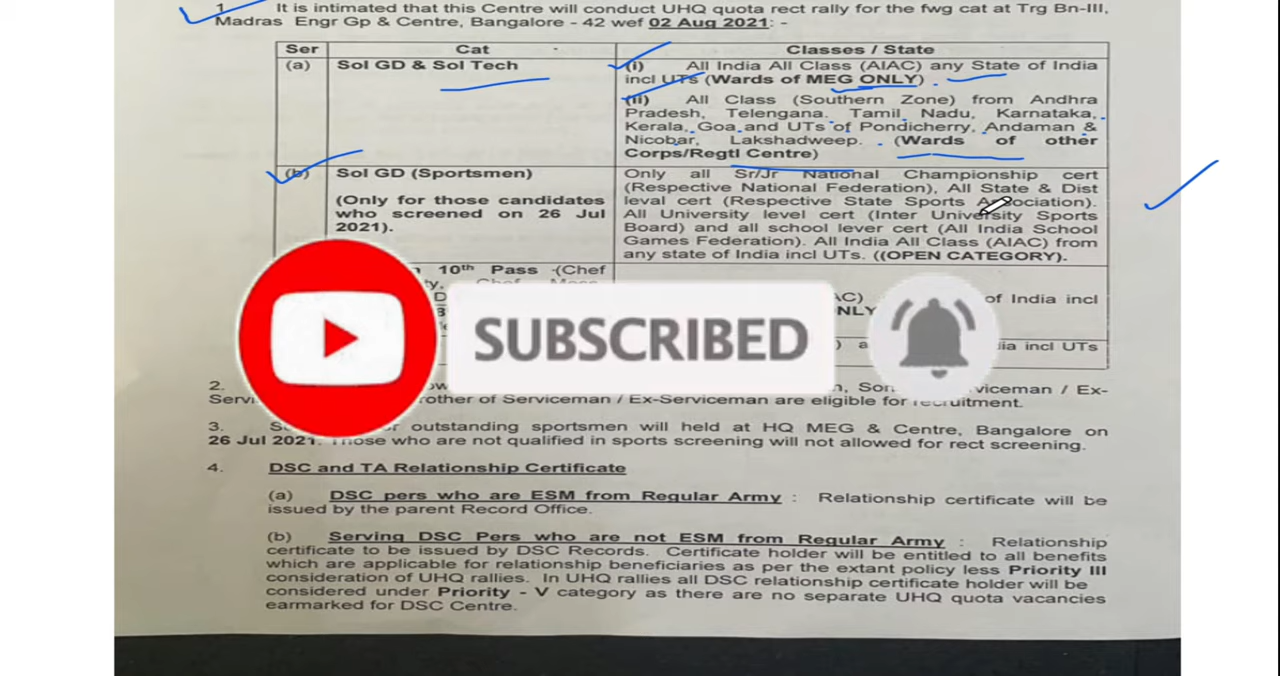 1 It is intimated that this Centre will conduct UHQ quota rect rally for the fwg cat at Trg Bn-III,
Madras Engr Gp & Centre, Bangalore - 42 wef 02 Aug 2021: -
Ser Cat Classes / State
(a) Sol GD & Sol Tech (i) All India All Class (AIAC) any State of India
incl UTs (Wards of MEG ONLY)
(ii) All Class (Southern Zone) from Andhra
Pradesh, Telengana. Tamil Nadu, Karnataka,
Kerala, Goa and UTs of Pondicherry, Andaman &
Nicobar, Lakshadweep. (Wards of other
Corps/Regtl Centre)
(b) Sol GD (Sportsmen) Only all Sr/Jr National Championship cert
(Respective National Federation), All State & Dist
(Only for those candidates leval cert (Respective State Sports Association).
who screened on 26 Jul All University level cert (Inter University Sports
2021). Board) and all school lever cert (All India School
Games Federation). All India All Class (AIAC) from
any state of India incl UTs. ((OPEN CATEGORY).
10th Pass (Chef
of India incl
SUBSCRIBED
incl UTs
2. Serviceman / Ex-
Serviceman / Ex-Serviceman are eligible for recruitment.
3. outstanding sportsmen will held at HQ MEG & Centre, Bangalore on
26 Jul 2021. Those who are not qualified in sports screening will not allowed for rect screening.
4. DSC and TA Relationship Certificate
(a) DSC pers who are ESM from Regular Army : Relationship certificate will be
issued by the parent Record Office.
(b) Serving DSC Pers who are not ESM from Regular Army : Relationship
certificate to be issued by DSC Records. Certificate holder will be entitled to all benefits
which are applicable for relationship beneficiaries as per the extant policy less Priority III
consideration of UHQ rallies. In UHQ rallies all DSC relationship certificate holder will be
considered under Priority - V category as there are no separate UHQ quota vacancies
earmarked for DSC Centre.